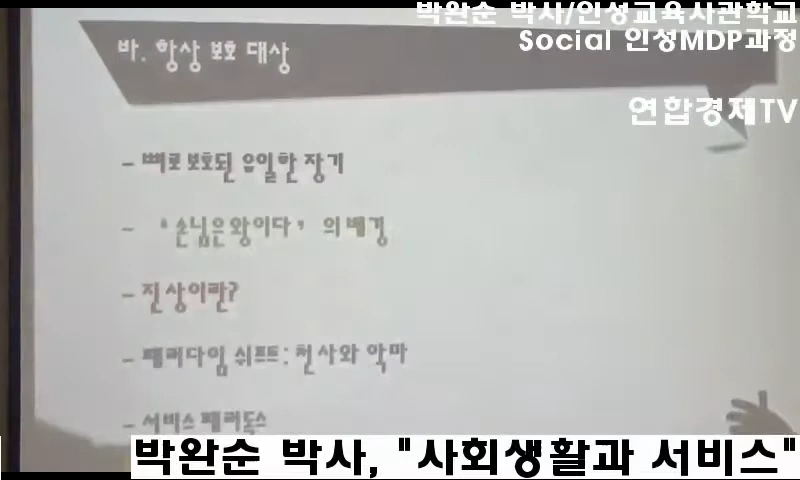 박완순 박사/인성교육사관학교
Social 인성MDP과정
연합경제TV
바. 항상 보호 대상
- 뼈로 보호된 유일한 장기
- '손님은 왕이다' 의 배경
- 진상이란?
- 패러다임 쉬프트: 천사와 악마
- 서비스 패러독스
박완순 박사, "사회생활과 서비스"